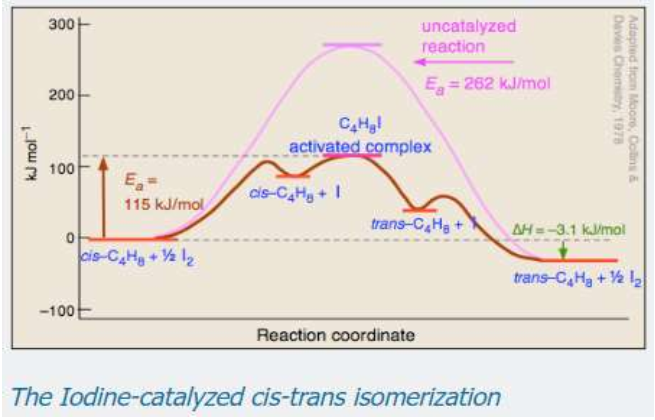 300
200
100
0
−100
kJ mol⁻¹
uncatalyzed
reaction
Eₐ = 262 kJ/mol
C₄H₈I
activated complex
Eₐ =
115 kJ/mol
cis–C₄H₈ + I
trans–C₄H₈ + I
ΔH = −3.1 kJ/mol
cis–C₄H₈ + ½ I₂
trans–C₄H₈ + ½ I₂
Reaction coordinate
Adapted from Moore, Collins &
Davies Chemistry, 1978
The Iodine-catalyzed cis-trans isomerization